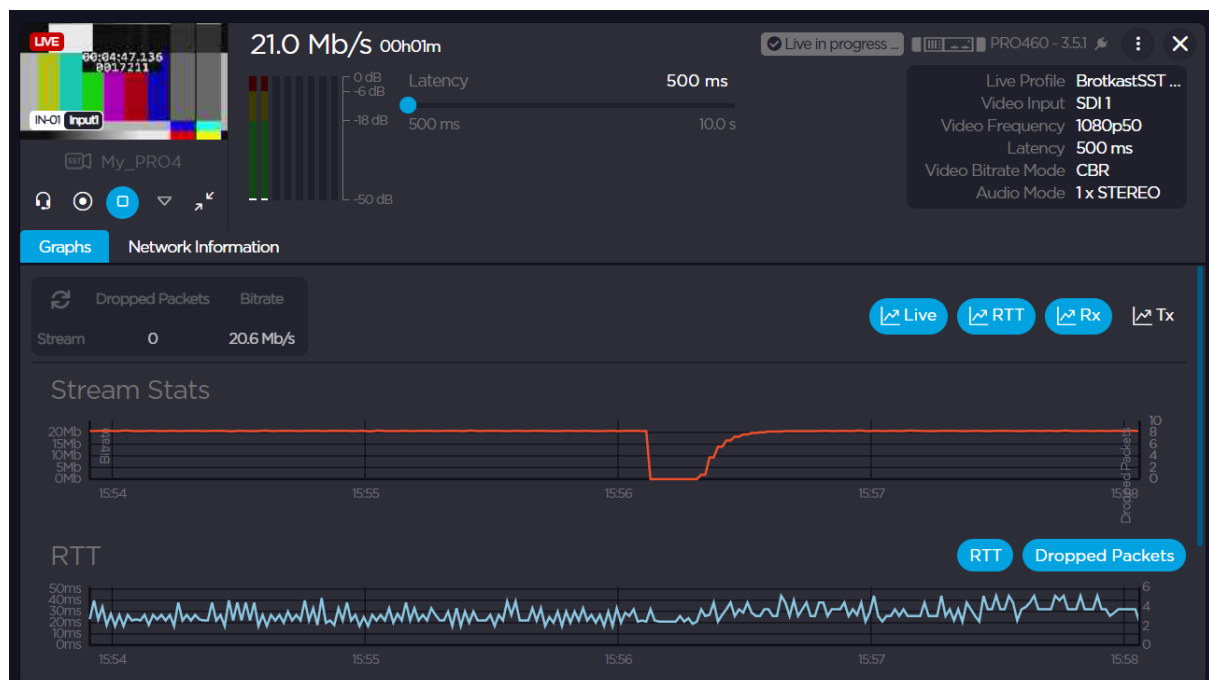 LIVE
00:04:47.136
0017211
IN-01 Input1
SST My_PRO4
21.0 Mb/s 00h01m
0 dB
-6 dB
-18 dB
-50 dB
Latency 500 ms
500 ms 10.0 s
Live in progress ...
PRO460 - 3.5.1
Live Profile BrotkastSST ...
Video Input SDI 1
Video Frequency 1080p50
Latency 500 ms
Video Bitrate Mode CBR
Audio Mode 1 x STEREO
Graphs Network Information
Dropped Packets Bitrate
Stream 0 20.6 Mb/s
Live RTT Rx Tx
Stream Stats
20Mb
15Mb
10Mb
5Mb
0Mb
Bitrate
10
8
6
4
2
0
Dropped Packets
15:54 15:55 15:56 15:57 15:58
RTT
RTT Dropped Packets
50ms
40ms
30ms
20ms
10ms
0ms
6
4
2
0
15:54 15:55 15:56 15:57 15:58